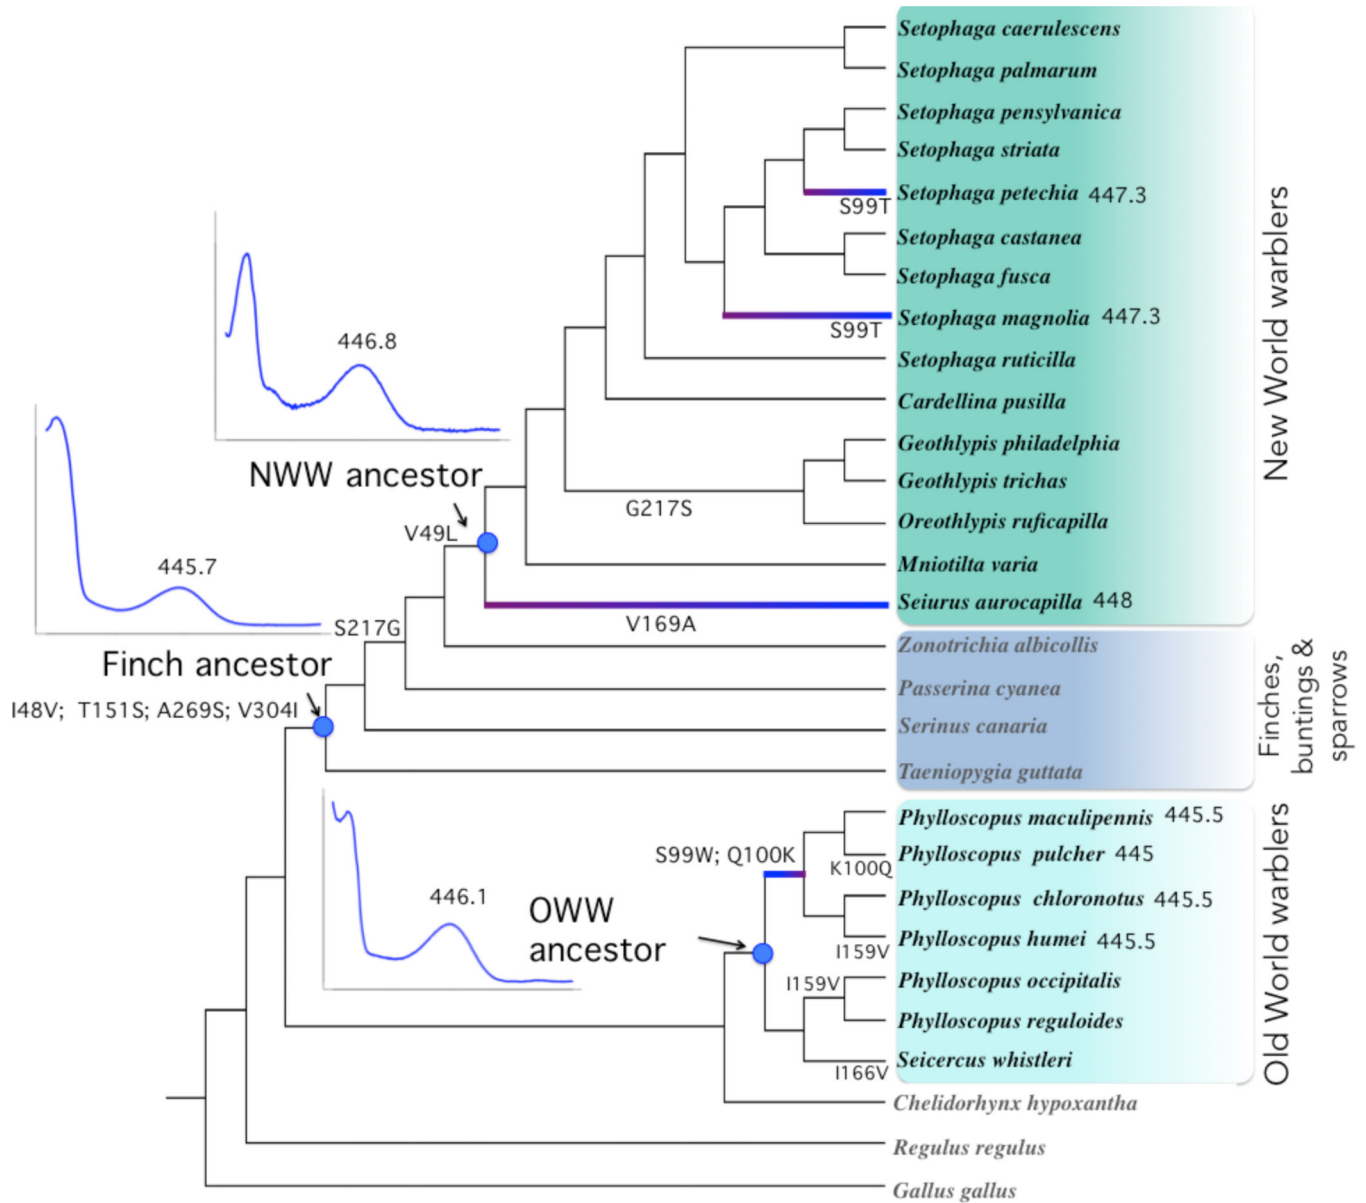 Setophaga caerulescens
Setophaga palmarum
Setophaga pensylvanica
Setophaga striata
Setophaga petechia 447.3
S99T
Setophaga castanea
Setophaga fusca
Setophaga magnolia 447.3
S99T
Setophaga ruticilla
Cardellina pusilla
Geothlypis philadelphia
Geothlypis trichas
G217S
Oreothlypis ruficapilla
Mniotilta varia
Seiurus aurocapilla 448
V169A
New World warblers
446.8
NWW ancestor
V49L
445.7
S217G
Finch ancestor
I48V; T151S; A269S; V304I
Zonotrichia albicollis
Passerina cyanea
Serinus canaria
Taeniopygia guttata
Finches,
buntings &
sparrows
446.1
OWW
ancestor
S99W; Q100K
Phylloscopus maculipennis 445.5
Phylloscopus pulcher 445
K100Q
Phylloscopus chloronotus 445.5
Phylloscopus humei 445.5
I159V
Phylloscopus occipitalis
I159V
Phylloscopus reguloides
Seicercus whistleri
I166V
Old World warblers
Chelidorhynx hypoxantha
Regulus regulus
Gallus gallus